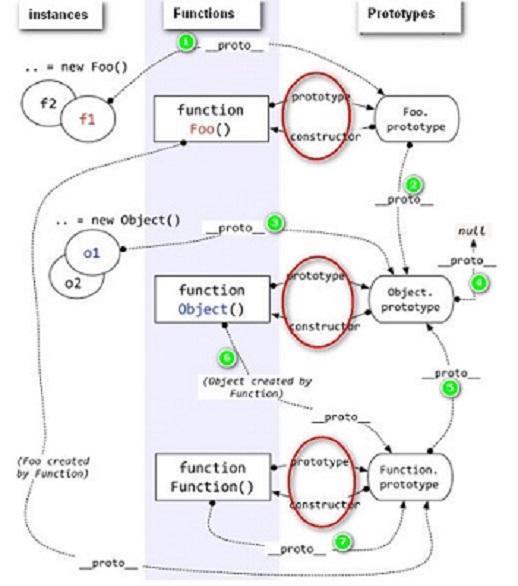 instances
Functions
Prototypes
1
__proto__
.. = new Foo()
f2
f1
function
Foo()
prototype
constructor
Foo.
prototype
2
__proto__
.. = new Object()
__proto__
3
null
o1
o2
__proto__
4
function
Object()
prototype
constructor
Object.
prototype
6
(Object created by
Function)
__proto__
5
__proto__
(Foo created
by Function)
function
Function()
prototype
constructor
Function.
prototype
__proto__
7
__proto__